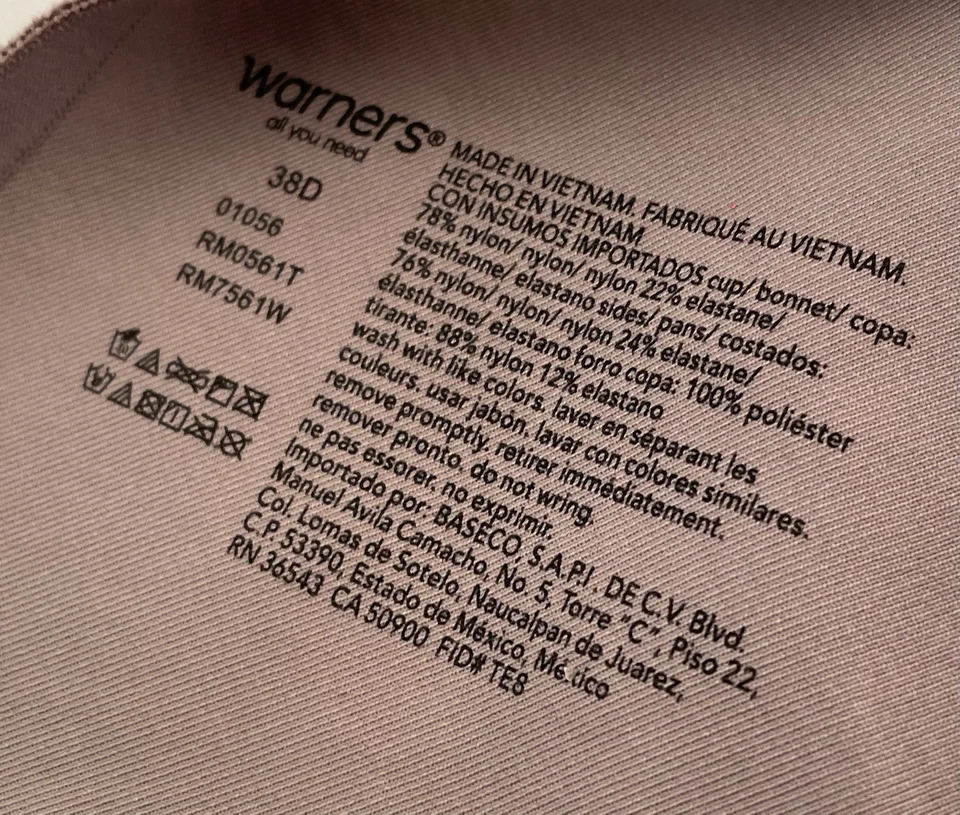 warners®
all you need
38D
01056
RM0561T
RM7561W
MADE IN VIETNAM. FABRIQUÉ AU VIETNAM.
HECHO EN VIETNAM.
CON INSUMOS IMPORTADOS cup/ bonnet/ copa:
78% nylon/ nylon/ nylon 22% elastane/
élasthanne/ elastano sides/ pans/ costados:
76% nylon/ nylon/ nylon 24% elastane/
élasthanne/ elastano forro copa: 100% poliéster
tirante: 88% nylon 12% elastano
wash with like colors. laver en séparant les
couleurs. usar jabón. lavar con colores similares.
remove promptly. retirer immédiatement.
remover pronto. do not wring.
ne pas essorer. no exprimir.
Importado por: BASECO, S.A.P.I. DE C.V. Blvd.
Manuel Avila Camacho, No. 5, Torre "C", Piso 22,
Col. Lomas de Sotelo, Naucalpan de Juarez,
C.P. 53390, Estado de México, México
RN 36543 CA 50900 FID# TE8